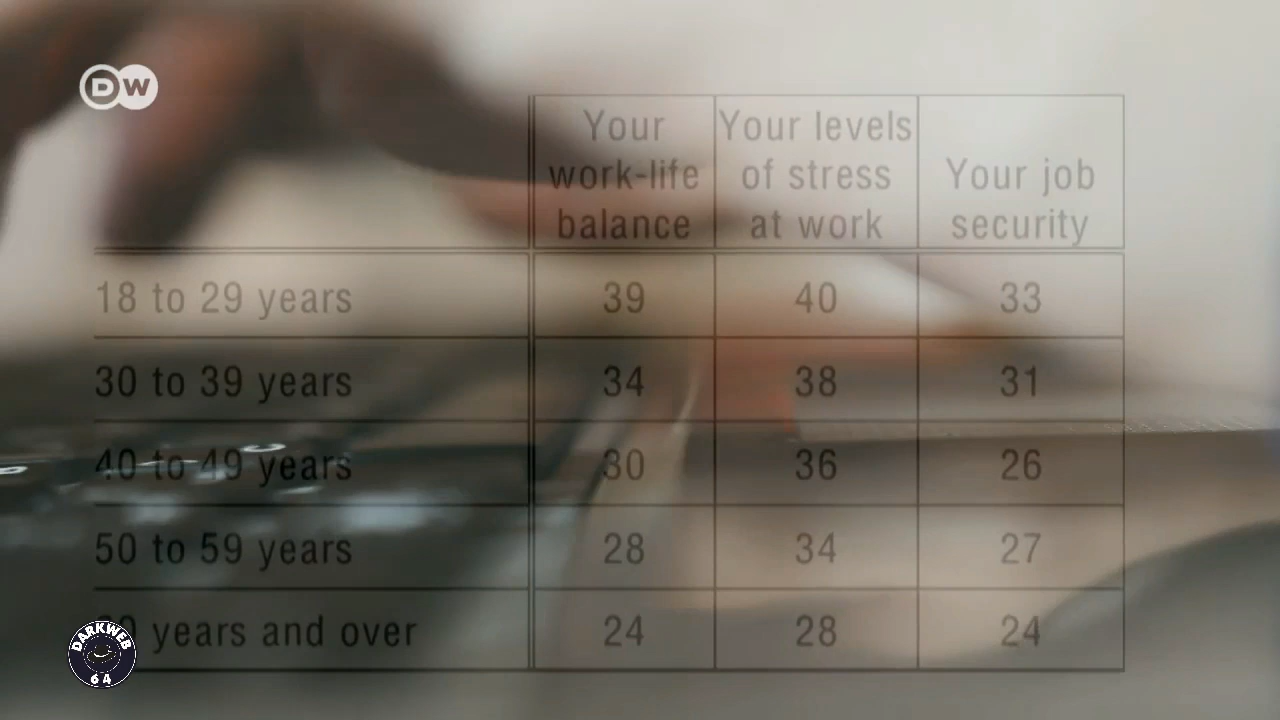 DW
Your Your levels
work-life of stress Your job
balance at work security
18 to 29 years 39 40 33
30 to 39 years 34 38 31
40 to 49 years 30 36 26
50 to 59 years 28 34 27
years and over 24 28 24
DARKWEB
64